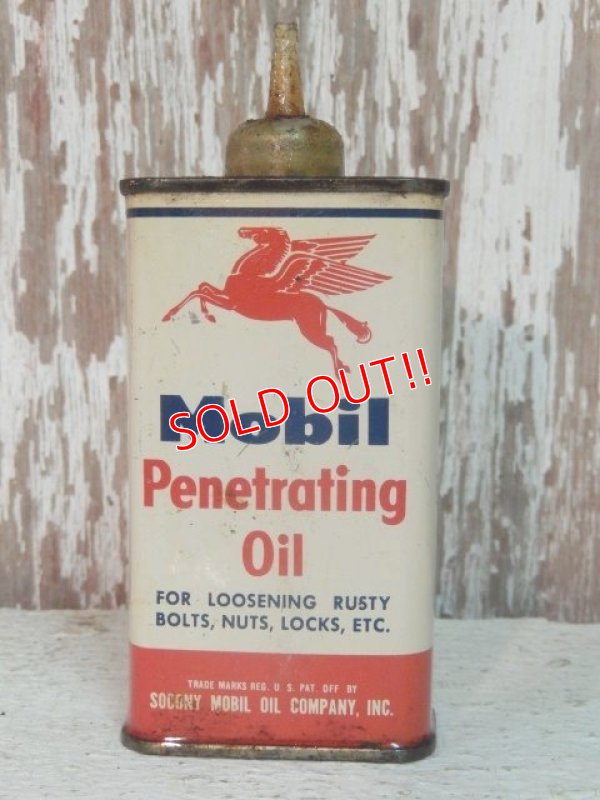 SOLD OUT!!
Mobil
Penetrating
Oil
FOR LOOSENING RUSTY
BOLTS, NUTS, LOCKS, ETC.
TRADE MARKS REG. U. S. PAT. OFF BY
SOCONY MOBIL OIL COMPANY, INC.